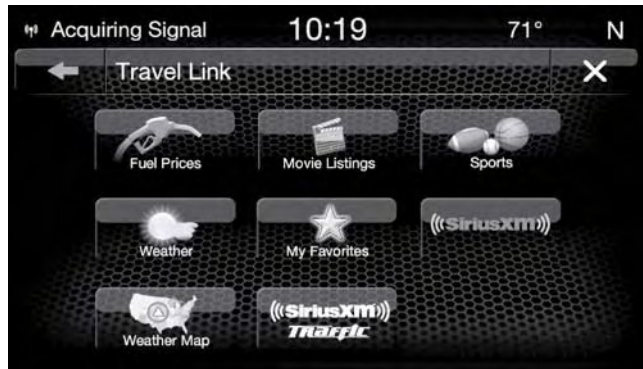 Acquiring Signal 10:19 71° N
Travel Link
Fuel Prices Movie Listings Sports
Weather My Favorites ((SiriusXM))
Weather Map ((SiriusXM))
Traffic